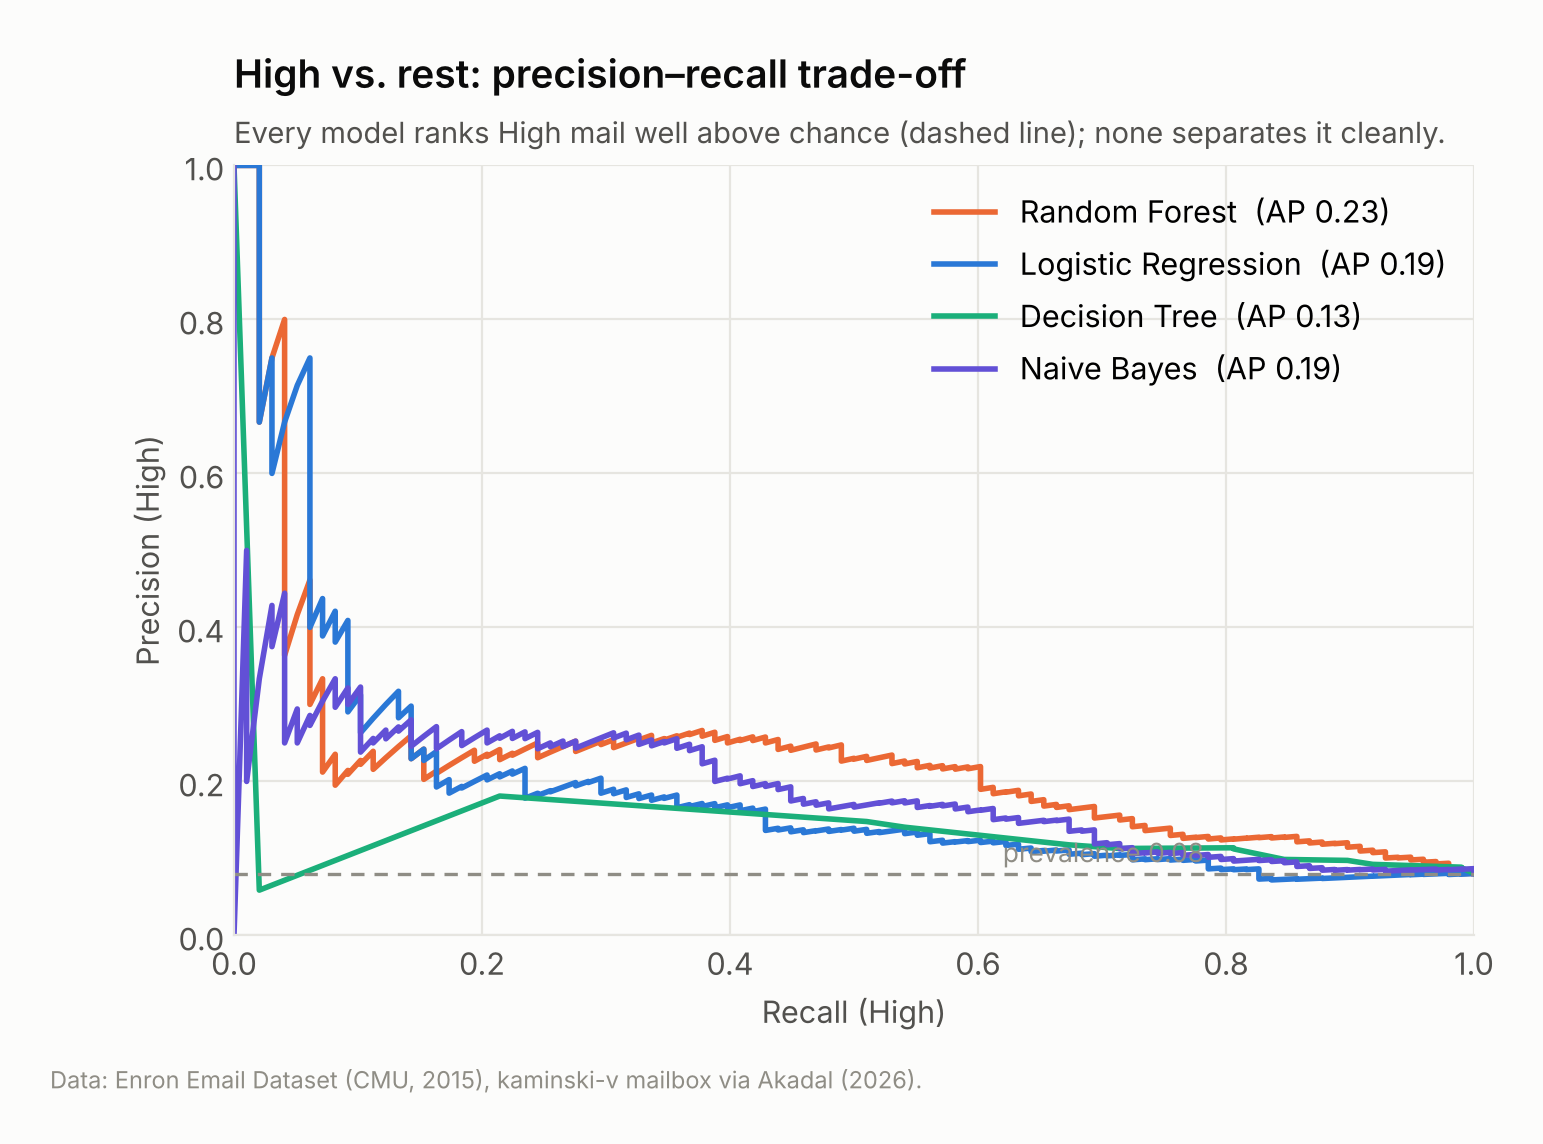 High vs. rest: precision–recall trade-off
Every model ranks High mail well above chance (dashed line); none separates it cleanly.
1.0
0.8
0.6
0.4
0.2
0.0
Precision (High)
Random Forest (AP 0.23)
Logistic Regression (AP 0.19)
Decision Tree (AP 0.13)
Naive Bayes (AP 0.19)
prevalence 0.08
0.0 0.2 0.4 0.6 0.8 1.0
Recall (High)
Data: Enron Email Dataset (CMU, 2015), kaminski-v mailbox via Akadal (2026).